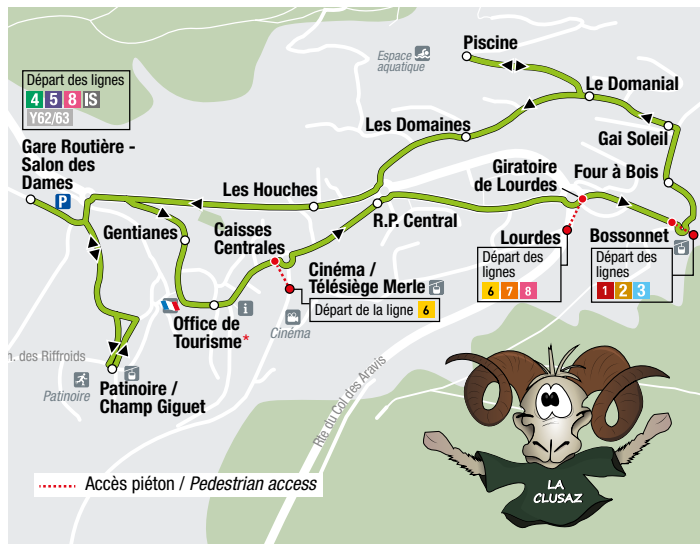 Piscine
Espace
aquatique
Départ des lignes
4 5 8 IS
Y62/63
Le Domanial
Les Domaines
Gai Soleil
Gare Routière -
Salon des
Dames
P
Giratoire
de Lourdes
Four à Bois
Les Houches
R.P. Central
Gentianes
Caisses
Centrales
Lourdes
Bossonnet
Départ des
lignes
6 7 8
Départ des
lignes
1 2 3
Cinéma /
Télésiège Merle
Départ de la ligne 6
i
Office de
Tourisme*
Cinéma
des Riffroids
Patinoire
Patinoire /
Champ Giguet
Rte du Col des Aravis
Accès piéton / Pedestrian access
LA
CLUSAZ